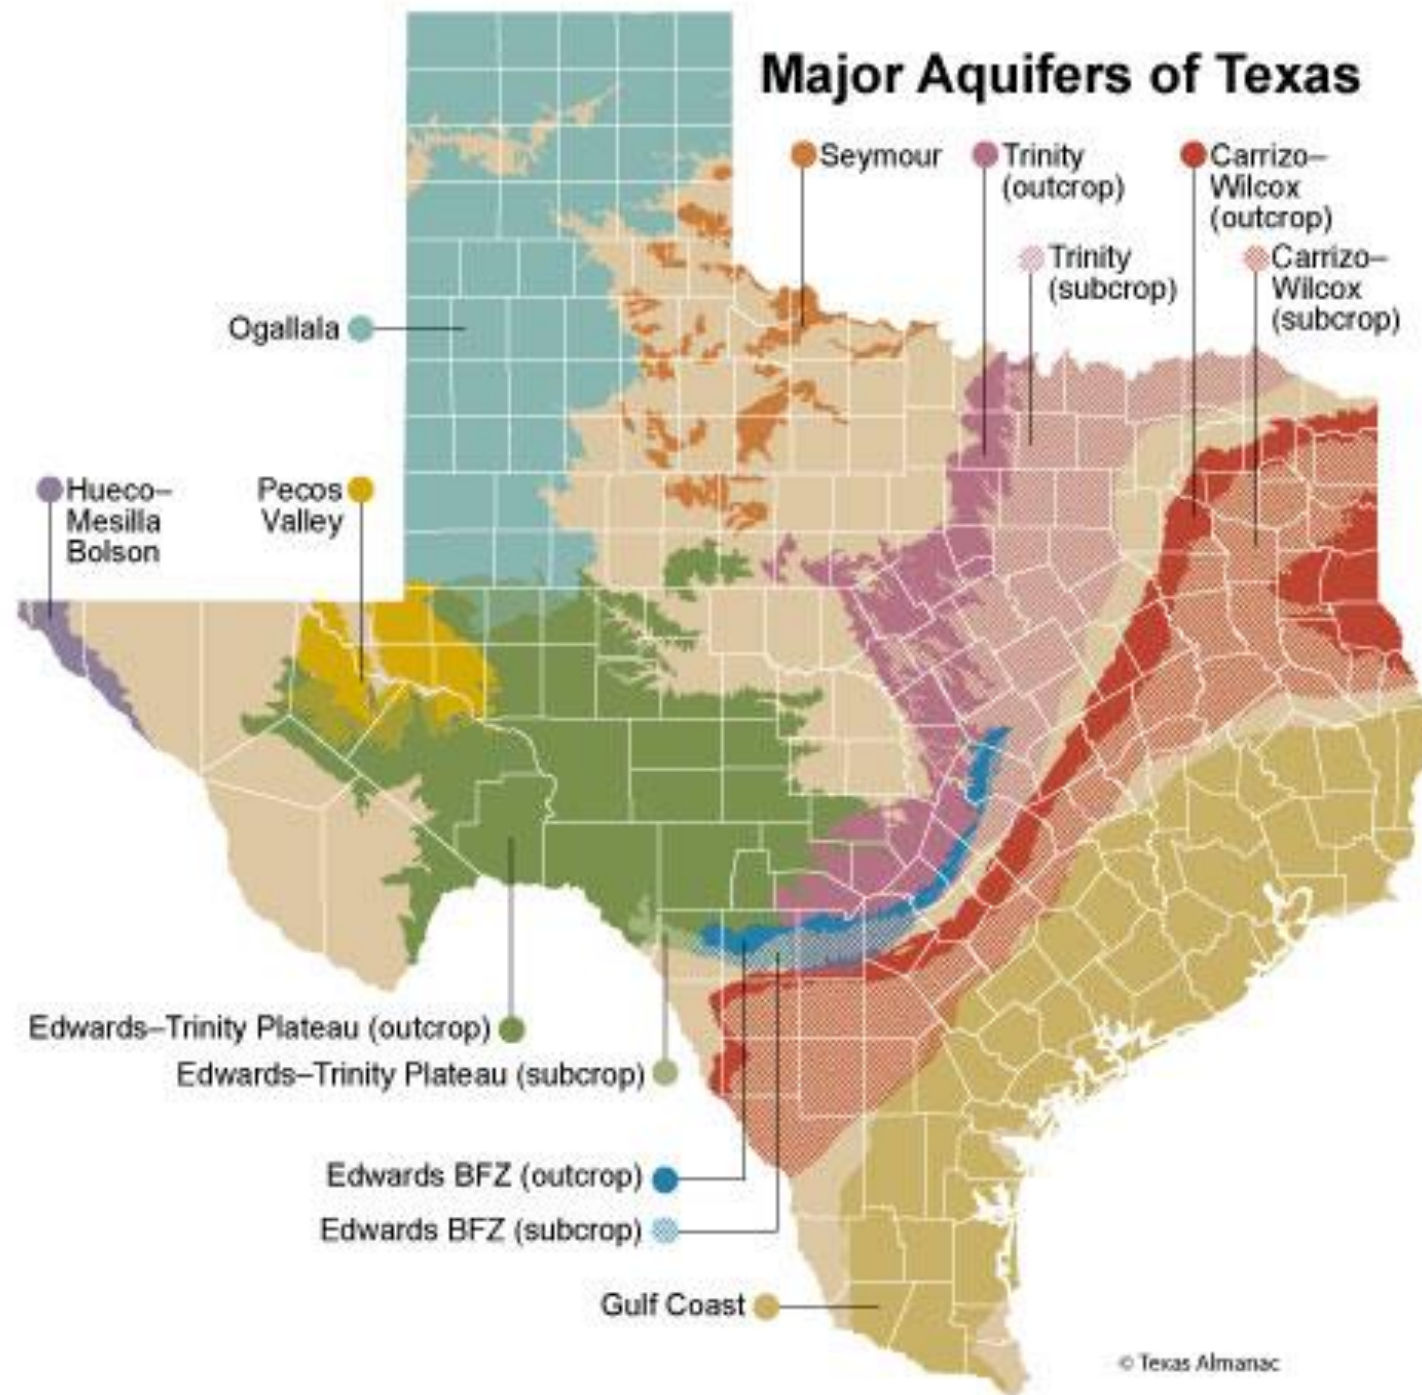 Major Aquifers of Texas
Seymour
Trinity
(outcrop)
Carrizo–
Wilcox
(outcrop)
Trinity
(subcrop)
Carrizo–
Wilcox
(subcrop)
Ogallala
Hueco–
Mesilla
Bolson
Pecos
Valley
Edwards–Trinity Plateau (outcrop)
Edwards–Trinity Plateau (subcrop)
Edwards BFZ (outcrop)
Edwards BFZ (subcrop)
Gulf Coast
© Texas Almanac